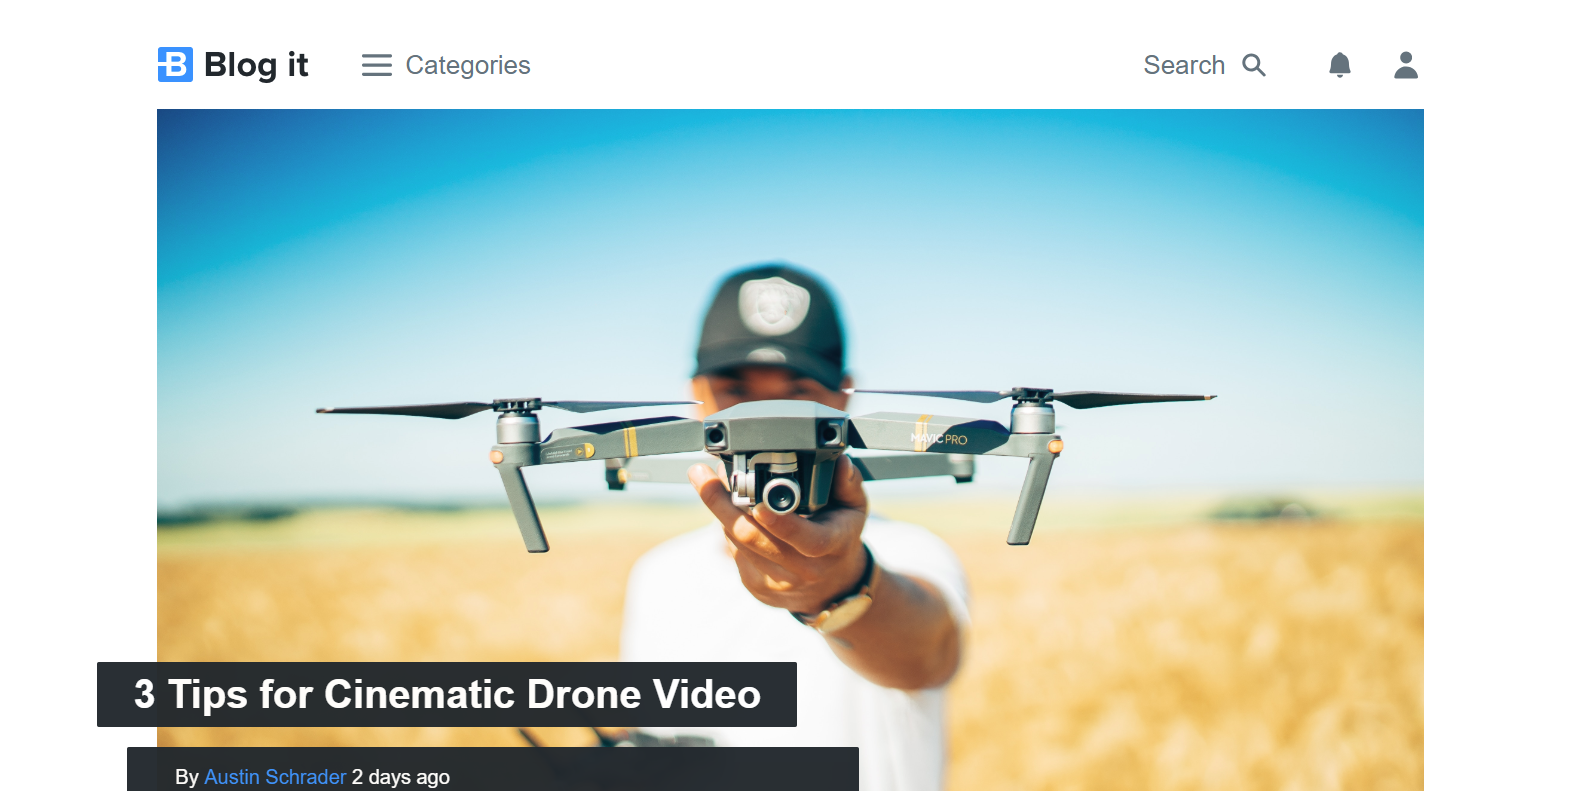 B Blog it
Categories
Search
MAVIC PRO
3 Tips for Cinematic Drone Video
By Austin Schrader 2 days ago